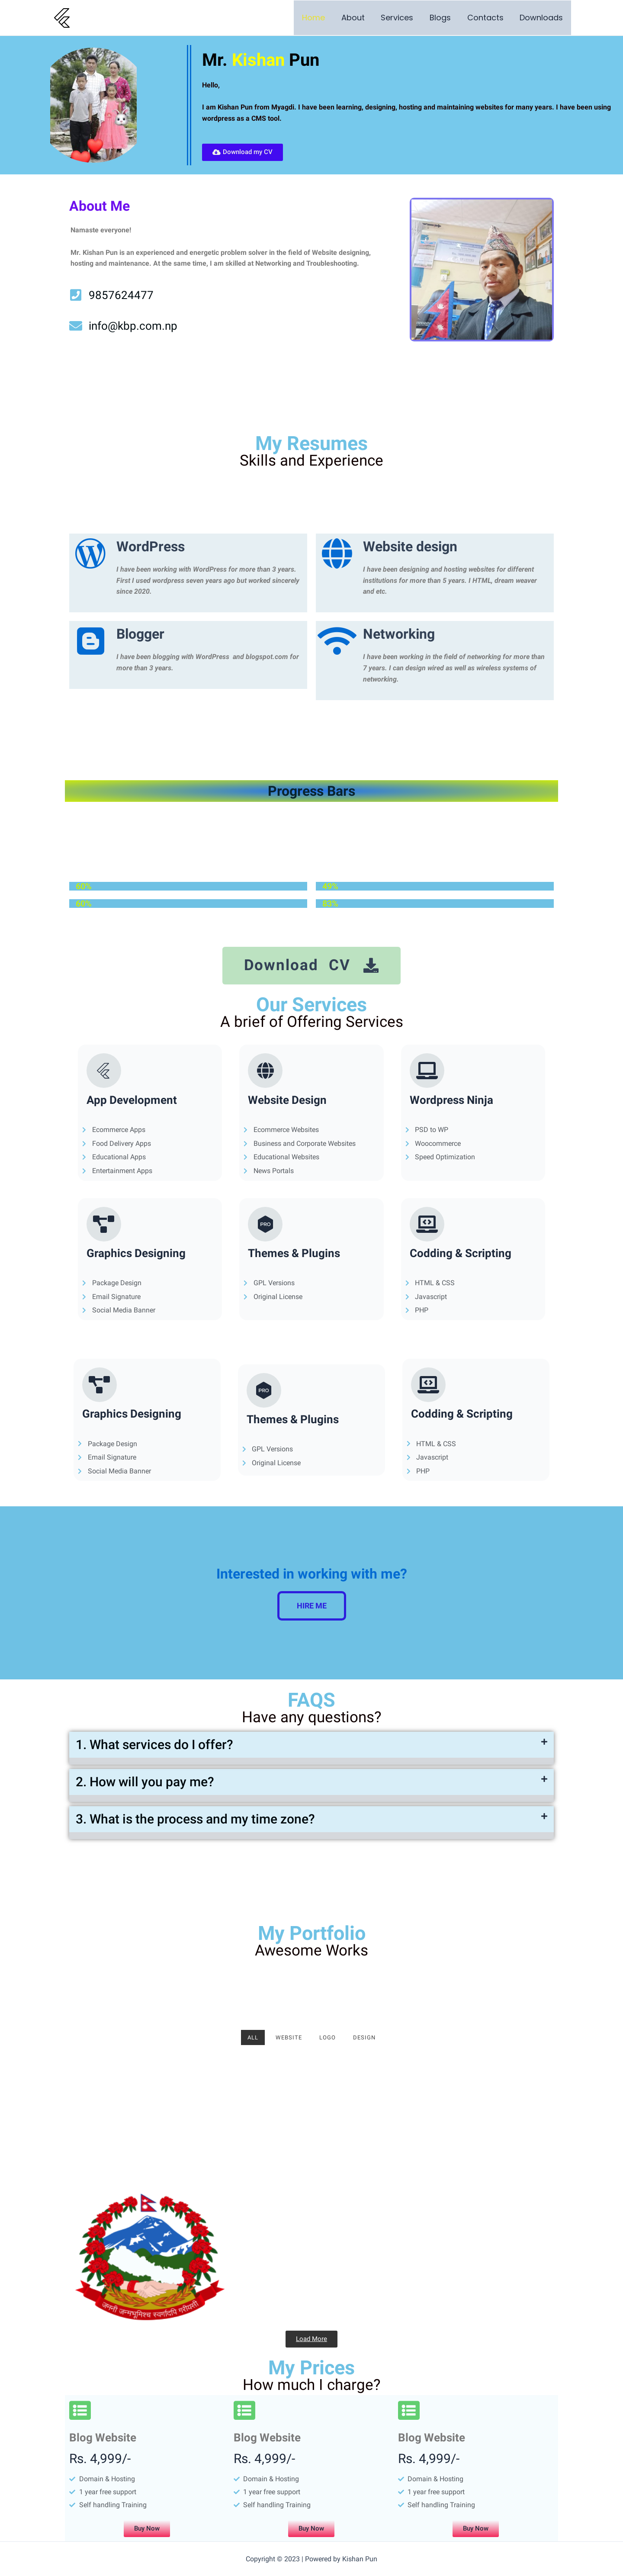 Home About Services Blogs Contacts Downloads
Mr. Kishan Pun
Hello,
I am Kishan Pun from Myagdi. I have been learning, designing, hosting and maintaining websites for many years. I have been using
wordpress as a CMS tool.
Download my CV
About Me
Namaste everyone!
Mr. Kishan Pun is an experienced and energetic problem solver in the field of Website designing,
hosting and maintenance. At the same time, I am skilled at Networking and Troubleshooting.
9857624477
info@kbp.com.np
My Resumes
Skills and Experience
WordPress
I have been working with WordPress for more than 3 years.
First I used wordpress seven years ago but worked sincerely
since 2020.
Website design
I have been designing and hosting websites for different
institutions for more than 5 years. I HTML, dream weaver
and etc.
Blogger
I have been blogging with WordPress and blogspot.com for
more than 3 years.
Networking
I have been working in the field of networking for more than
7 years. I can design wired as well as wireless systems of
networking.
Progress Bars
60%
Download CV
Our Services
A brief of Offering Services
App Development
Ecommerce Apps
Food Delivery Apps
Educational Apps
Entertainment Apps
Website Design
Ecommerce Websites
Business and Corporate Websites
Educational Websites
News Portals
Wordpress Ninja
PSD to WP
Woocommerce
Speed Optimization
Graphics Designing
Package Design
Email Signature
Social Media Banner
PRO
Themes & Plugins
GPL Versions
Original License
Codding & Scripting
HTML & CSS
Javascript
PHP
Graphics Designing
Package Design
Email Signature
Social Media Banner
PRO
Themes & Plugins
GPL Versions
Original License
Codding & Scripting
HTML & CSS
Javascript
PHP
Interested in working with me?
HIRE ME
FAQS
Have any questions?
1. What services do I offer?
2. How will you pay me?
3. What is the process and my time zone?
My Portfolio
Awesome Works
ALL WEBSITE LOGO DESIGN
जननी जन्मभूमिश्च स्वर्गादपि गरीयसी
Load More
My Prices
How much I charge?
Blog Website
Rs. 4,999/-
Domain & Hosting
1 year free support
Self handling Training
Buy Now
Blog Website
Rs. 4,999/-
Domain & Hosting
1 year free support
Self handling Training
Buy Now
Blog Website
Rs. 4,999/-
Domain & Hosting
1 year free support
Self handling Training
Buy Now
Copyright © 2023 | Powered by Kishan Pun